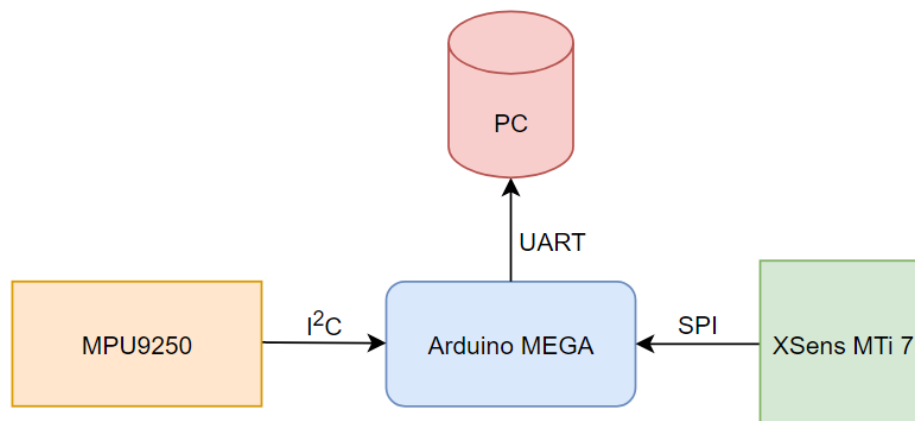 PC
UART
MPU9250
I²C
Arduino MEGA
SPI
XSens MTi 7